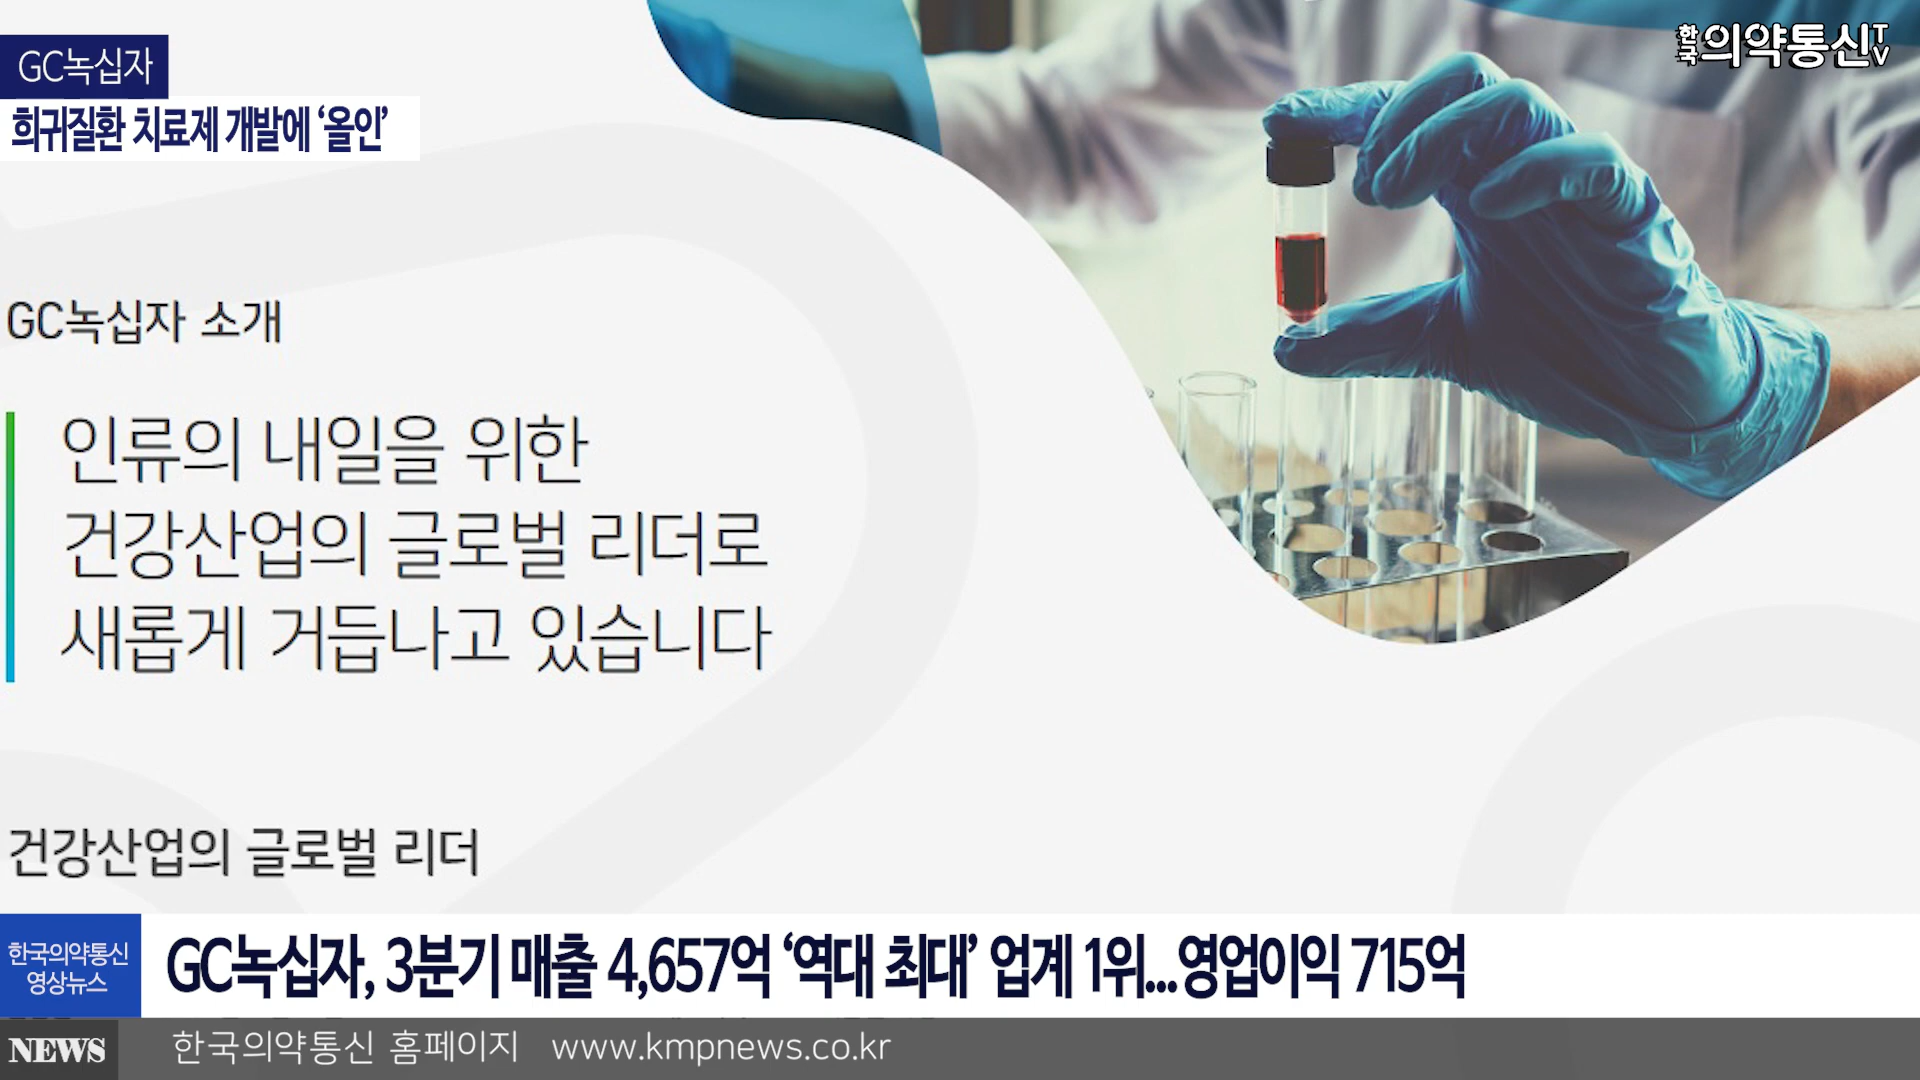 GC녹십자
희귀질환 치료제 개발에 ‘올인’
한국의약통신TV
GC녹십자 소개
인류의 내일을 위한
건강산업의 글로벌 리더로
새롭게 거듭나고 있습니다
건강산업의 글로벌 리더
한국의약통신
영상뉴스
GC녹십자, 3분기 매출 4,657억 ‘역대 최대’ 업계 1위...영업이익 715억
NEWS
한국의약통신 홈페이지 www.kmpnews.co.kr